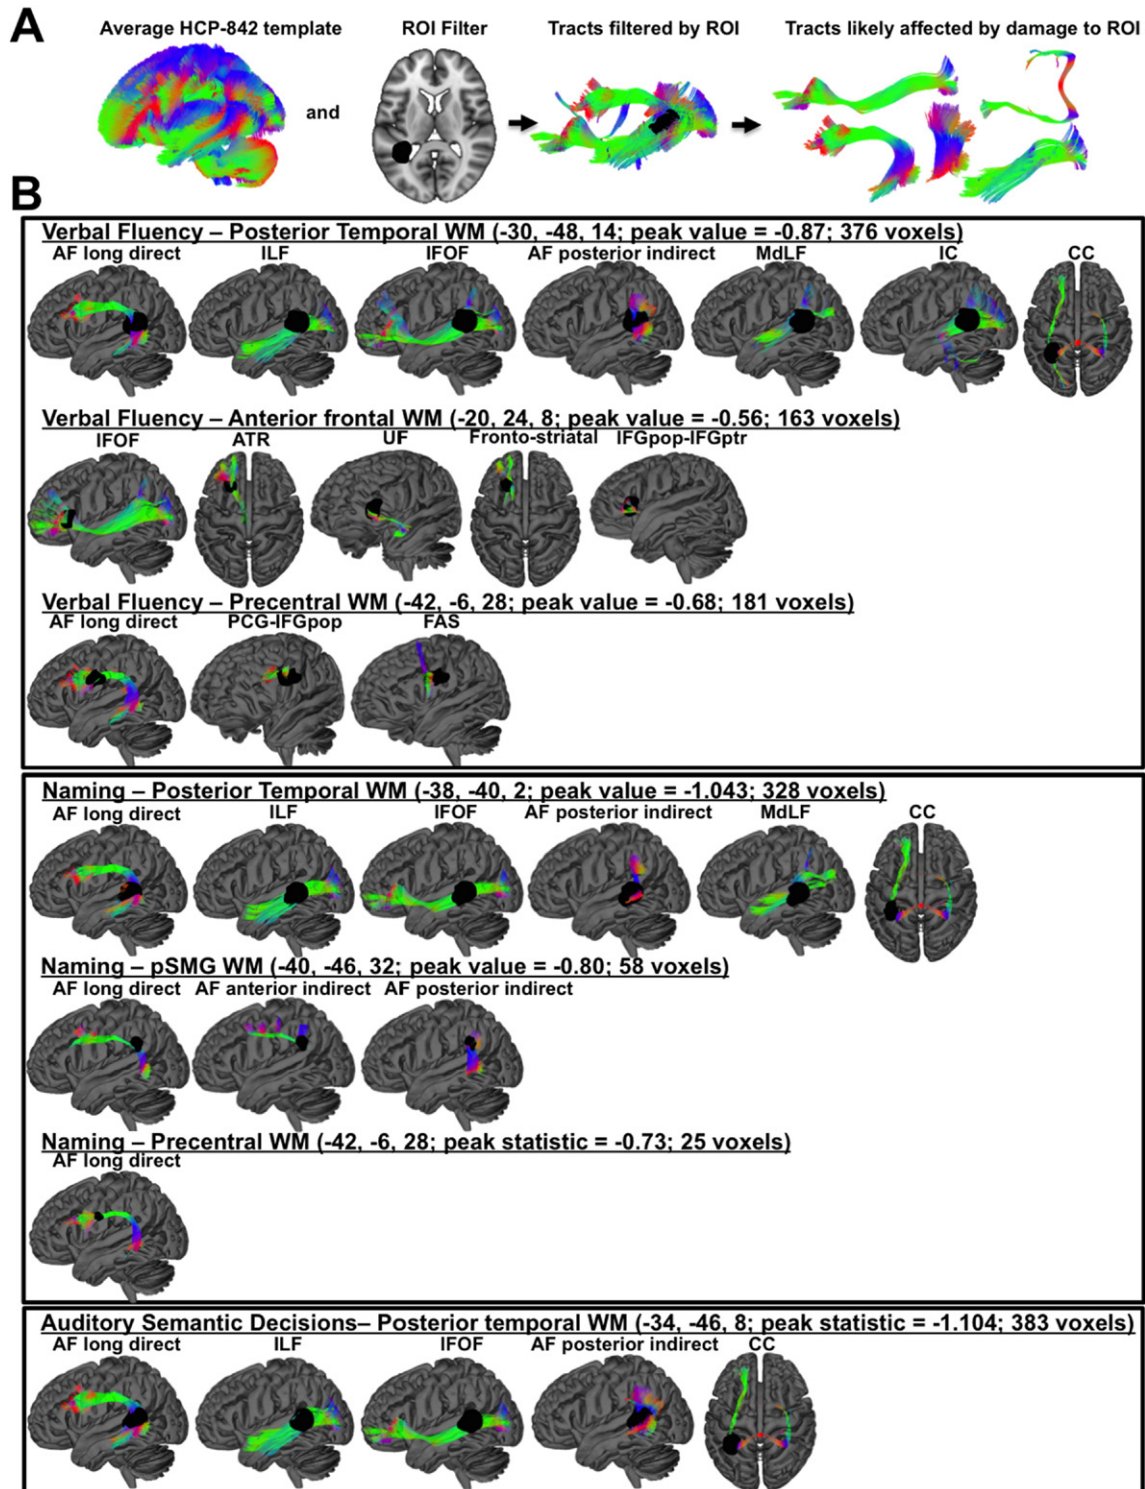 A
Average HCP-842 template
and
ROI Filter
Tracts filtered by ROI
Tracts likely affected by damage to ROI
B
Verbal Fluency – Posterior Temporal WM (-30, -48, 14; peak value = -0.87; 376 voxels)
AF long direct ILF IFOF AF posterior indirect MdLF IC CC
Verbal Fluency – Anterior frontal WM (-20, 24, 8; peak value = -0.56; 163 voxels)
IFOF ATR UF Fronto-striatal IFGpop-IFGptr
Verbal Fluency – Precentral WM (-42, -6, 28; peak value = -0.68; 181 voxels)
AF long direct PCG-IFGpop FAS
Naming – Posterior Temporal WM (-38, -40, 2; peak value = -1.043; 328 voxels)
AF long direct ILF IFOF AF posterior indirect MdLF CC
Naming – pSMG WM (-40, -46, 32; peak value = -0.80; 58 voxels)
AF long direct AF anterior indirect AF posterior indirect
Naming – Precentral WM (-42, -6, 28; peak statistic = -0.73; 25 voxels)
AF long direct
Auditory Semantic Decisions– Posterior temporal WM (-34, -46, 8; peak statistic = -1.104; 383 voxels)
AF long direct ILF IFOF AF posterior indirect CC